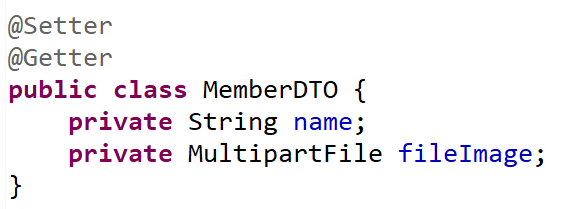 @Setter
@Getter
public class MemberDTO {
    private String name;
    private MultipartFile fileImage;
}